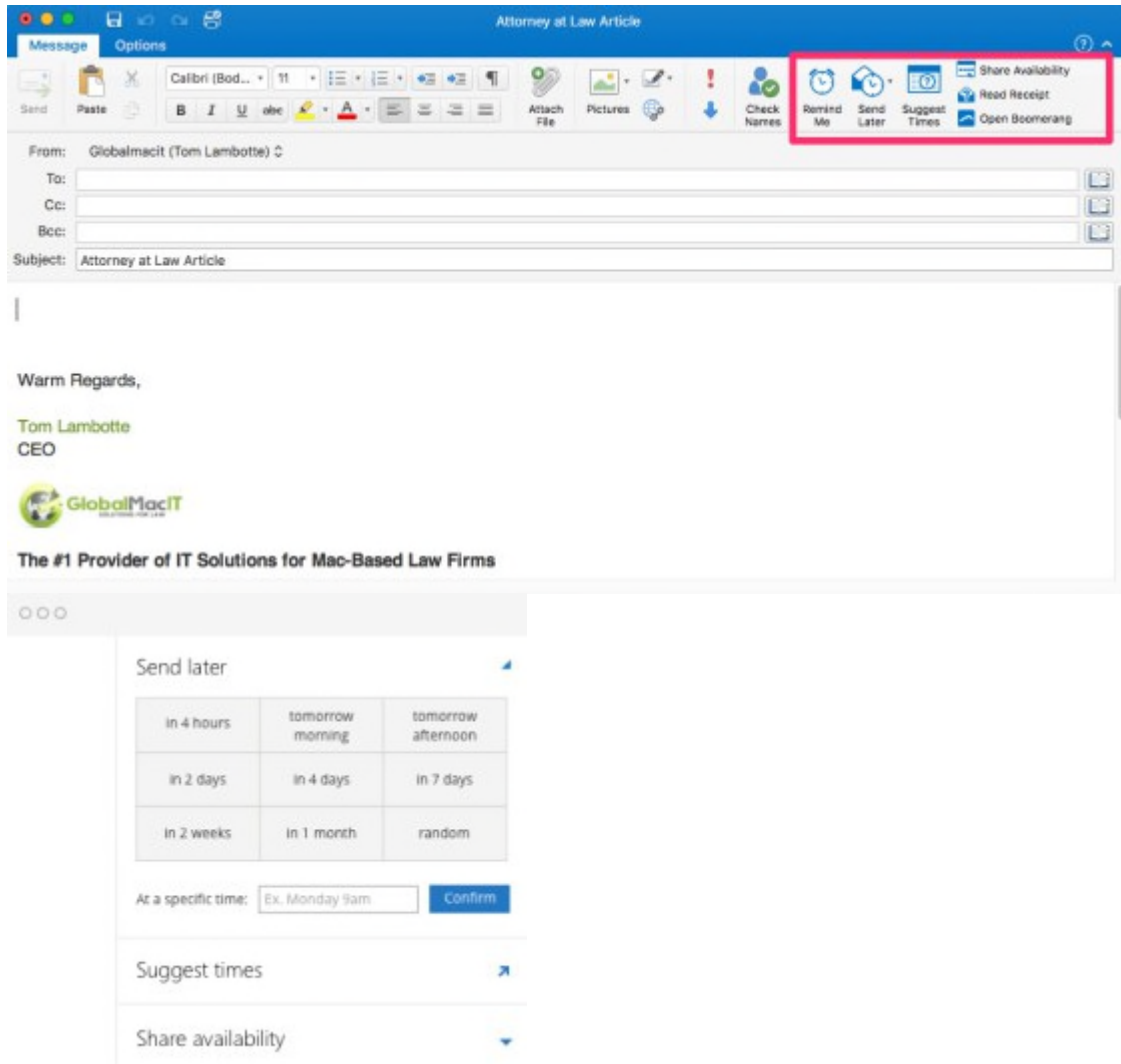 Attorney at Law Article
Message Options
Send Paste Calibri (Bod... 11 B I U abc A Attach File Pictures Check Names Remind Me Send Later Suggest Times Share Availability
Read Receipt
Open Boomerang
From: Globalmacit (Tom Lambotte)
To:
Cc:
Bcc:
Subject: Attorney at Law Article
Warm Regards,
Tom Lambotte
CEO
GlobalMacIT
SOLUTIONS FOR LAW
The #1 Provider of IT Solutions for Mac-Based Law Firms
Send later
in 4 hours tomorrow morning tomorrow afternoon
in 2 days in 4 days in 7 days
in 2 weeks in 1 month random
At a specific time: Ex. Monday 9am Confirm
Suggest times
Share availability